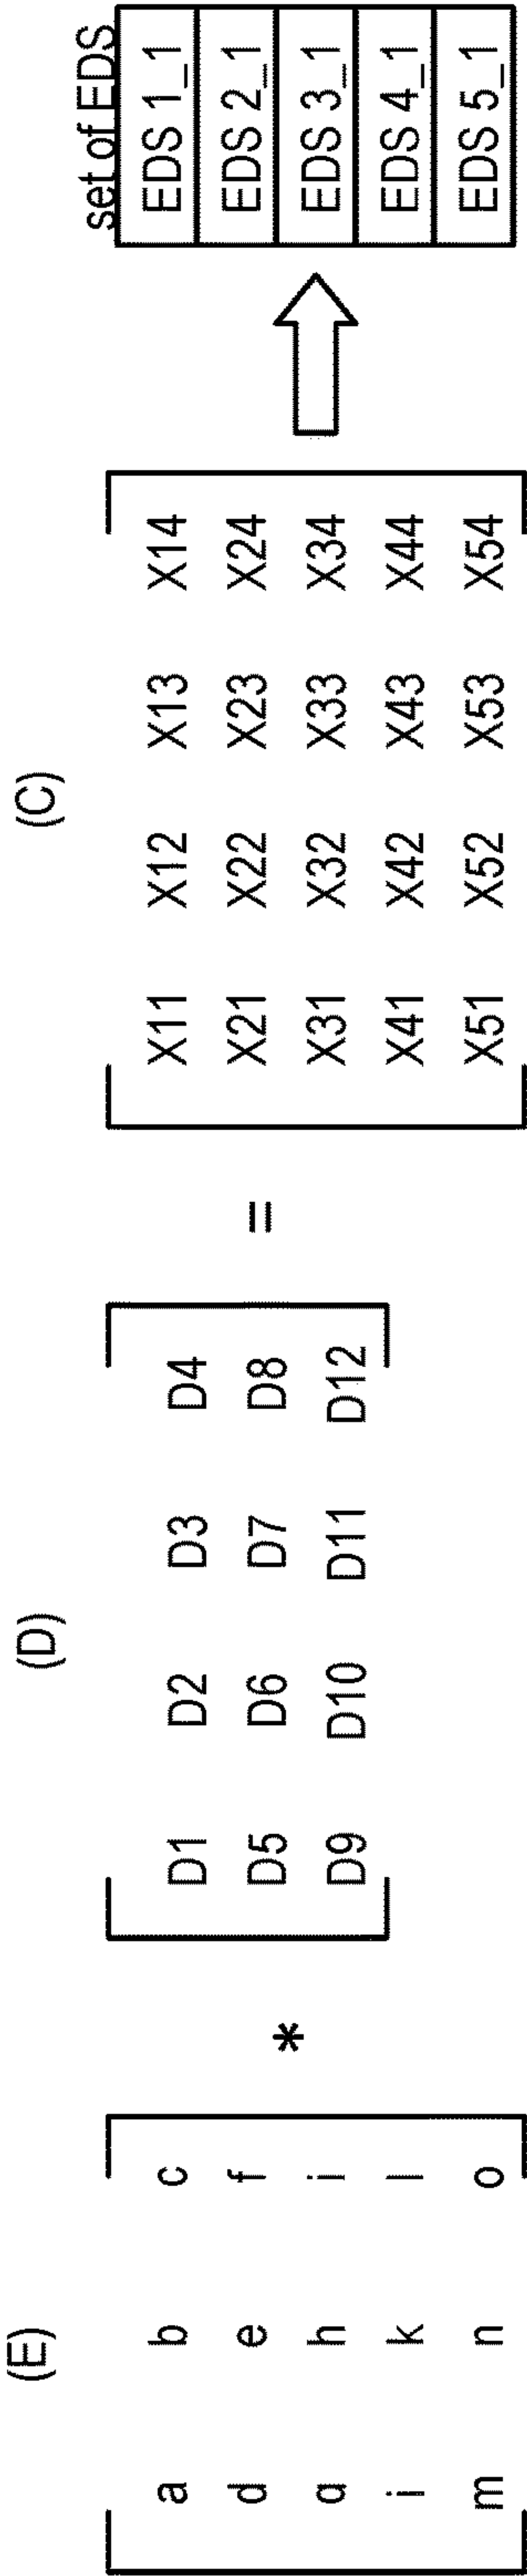 (E) (D) (C) set of EDS
a b c D1 D2 D3 D4 X11 X12 X13 X14 EDS 1_1
d e f * D5 D6 D7 D8 = X21 X22 X23 X24 EDS 2_1
g h i D9 D10 D11 D12 X31 X32 X33 X34 EDS 3_1
j k l X41 X42 X43 X44 EDS 4_1
m n o X51 X52 X53 X54 EDS 5_1